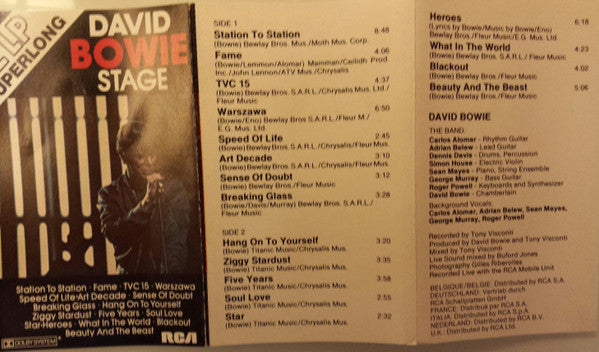 LP
SUPERLONG
DAVID
BOWIE
STAGE
Station To Station · Fame · TVC 15 · Warszawa
Speed Of Life · Art Decade · Sense Of Doubt
Breaking Glass · Hang On To Yourself
Ziggy Stardust · Five Years · Soul Love
Star · Heroes · What In The World · Blackout
Beauty And The Beast
DOLBY SYSTEM
RCA
SIDE 1
Station To Station 8:48
(Bowie) Bewlay Bros. Mus./Moth Mus. Corp.
Fame 4:06
(Bowie/Lemmon/Alomar) Mainman/Ceilidh Prod
Inc./John Lennon/ATV Mus./Chrysalis
TVC 15 4:37
(Bowie) Bewlay Bros. S.A.R.L./Chrysalis Mus. Ltd./
Fleur Music
Warszawa 6:50
(Bowie/Eno) Bewlay Bros S.A.R.L./Fleur M./
E.G. Mus. Ltd.
Speed Of Life 2:45
(Bowie) Bewlay Bros. S.A.R.L./Chrysalis/Fleur Mus.
Art Decade 3:10
(Bowie) Bewlay Bros. S.A.R.L./Chrysalis/Fleur Mus.
Sense Of Doubt 3:12
(Bowie) Bewlay Bros./Fleur Music
Breaking Glass 3:28
(Bowie/Davis/Murray) Bewlay Bros. S.A.R.L./
Fleur Music
SIDE 2
Hang On To Yourself 3:20
(Bowie) Titanic Music/Chrysalis Mus.
Ziggy Stardust 3:35
(Bowie) Titanic Music/Chrysalis Mus.
Five Years 3:58
(Bowie) Titanic Music/Chrysalis Mus.
Soul Love 2:55
(Bowie) Titanic Music/Chrysalis Mus.
Star 2:32
(Bowie) Titanic Music/Chrysalis Mus.
Heroes 6:18
(Lyrics by Bowie/Music by Bowie/Eno)
Bewlay Bros./Fleur Music/E.G. Mus. Ltd.
What In The World 4:23
(Bowie) Bewlay Bros. S.A.R.L./ Fleur Music
Blackout 4:02
(Bowie) Bewlay Bros./Fleur Music
Beauty And The Beast 5:06
(Bowie) Bewlay Bros./Fleur Music
DAVID BOWIE
THE BAND:
Carlos Alomar - Rhythm Guitar
Adrian Belew - Lead Guitar
Dennis Davis - Drums, Percussion
Simon House - Electric Violin
Sean Mayes - Piano, String Ensemble
George Murray - Bass Guitar
Roger Powell - Keyboards and Synthesizer
David Bowie - Chamberlain
Background Vocals:
Carlos Alomar, Adrian Belew, Sean Mayes,
George Murray, Roger Powell
Recorded by Tony Visconti
Produced by David Bowie and Tony Visconti
Mixed by Tony Visconti
Live Sound mixed by Buford Jones
Photography Gilles Riberolles
Recorded Live with the RCA Mobile Unit
BELGIQUE/BELGIË: Distributed by RCA S.A.
DEUTSCHLAND: Vertrieb durch
RCA Schallplatten GmbH
FRANCE: Distribué par RCA S.A.
ITALIA: Distributed by RCA S.p.A.
NEDERLAND: Distributed by RCA B.V.
U.K.: Distributed by RCA Ltd.